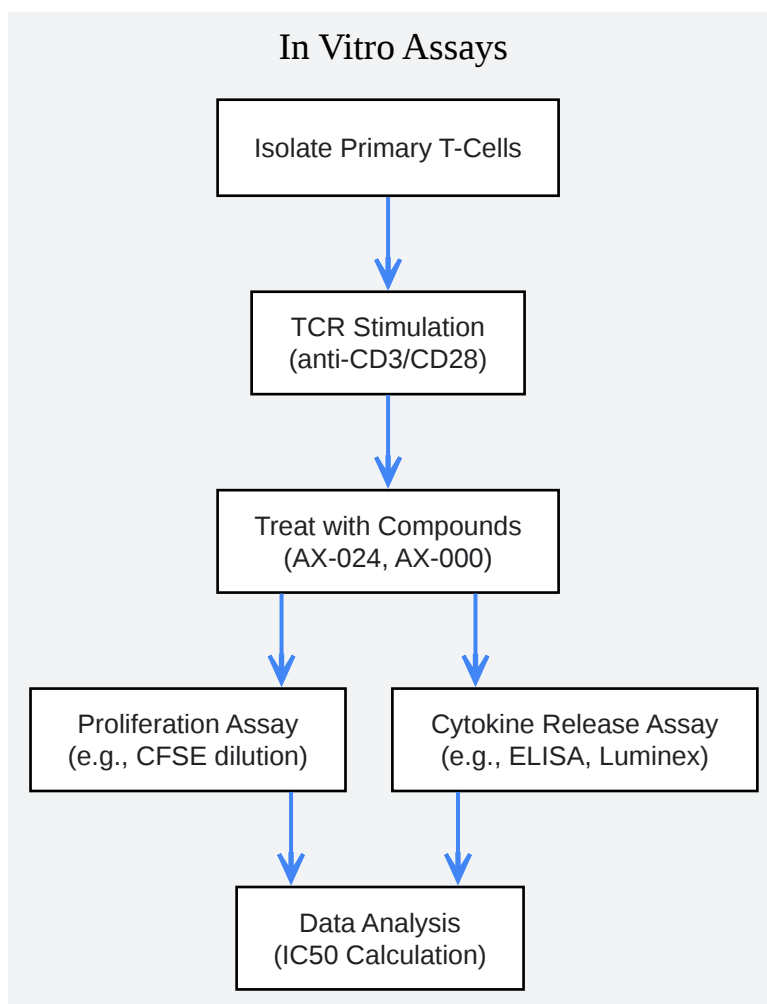 In Vitro Assays
Isolate Primary T-Cells
TCR Stimulation
(anti-CD3/CD28)
Treat with Compounds
(AX-024, AX-000)
Proliferation Assay
(e.g., CFSE dilution)
Cytokine Release Assay
(e.g., ELISA, Luminex)
Data Analysis
(IC50 Calculation)